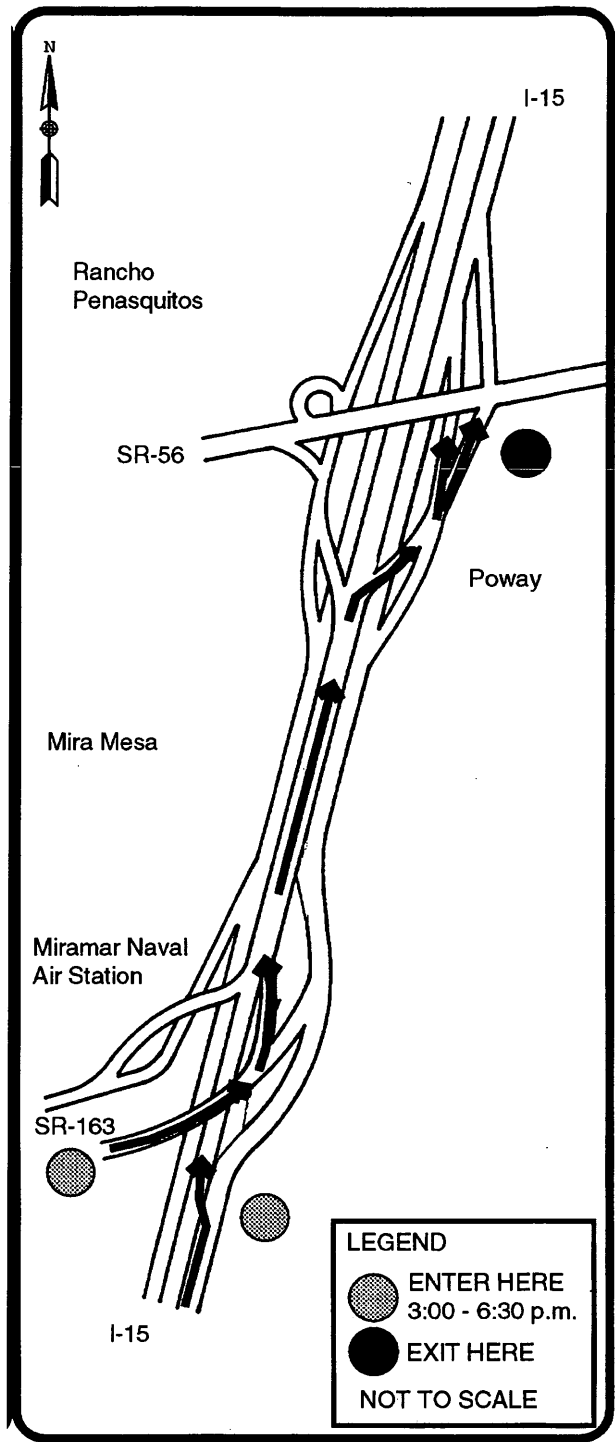 N
I-15
Rancho
Penasquitos
SR-56
Poway
Mira Mesa
Miramar Naval
Air Station
SR-163
I-15
LEGEND
ENTER HERE
3:00 - 6:30 p.m.
EXIT HERE
NOT TO SCALE